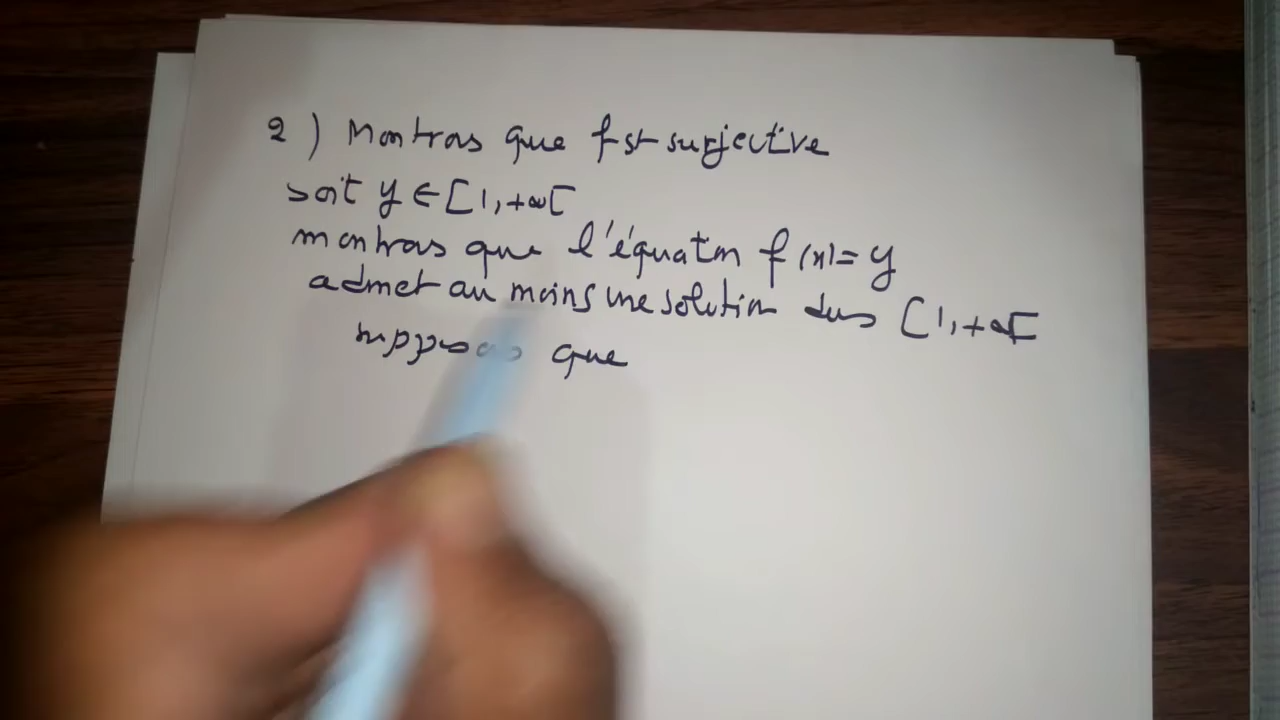 2) Montrons que f est surjective
soit y ∈ [1,+∞[
montrons que l'équation f(x)=y
admet au moins une solution dans [1,+∞[
supposons que